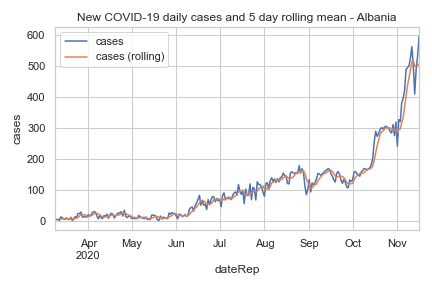 New COVID-19 daily cases and 5 day rolling mean - Albania
cases
cases (rolling)
cases
600
500
400
300
200
100
0
Apr
2020
May
Jun
Jul
Aug
Sep
Oct
Nov
dateRep